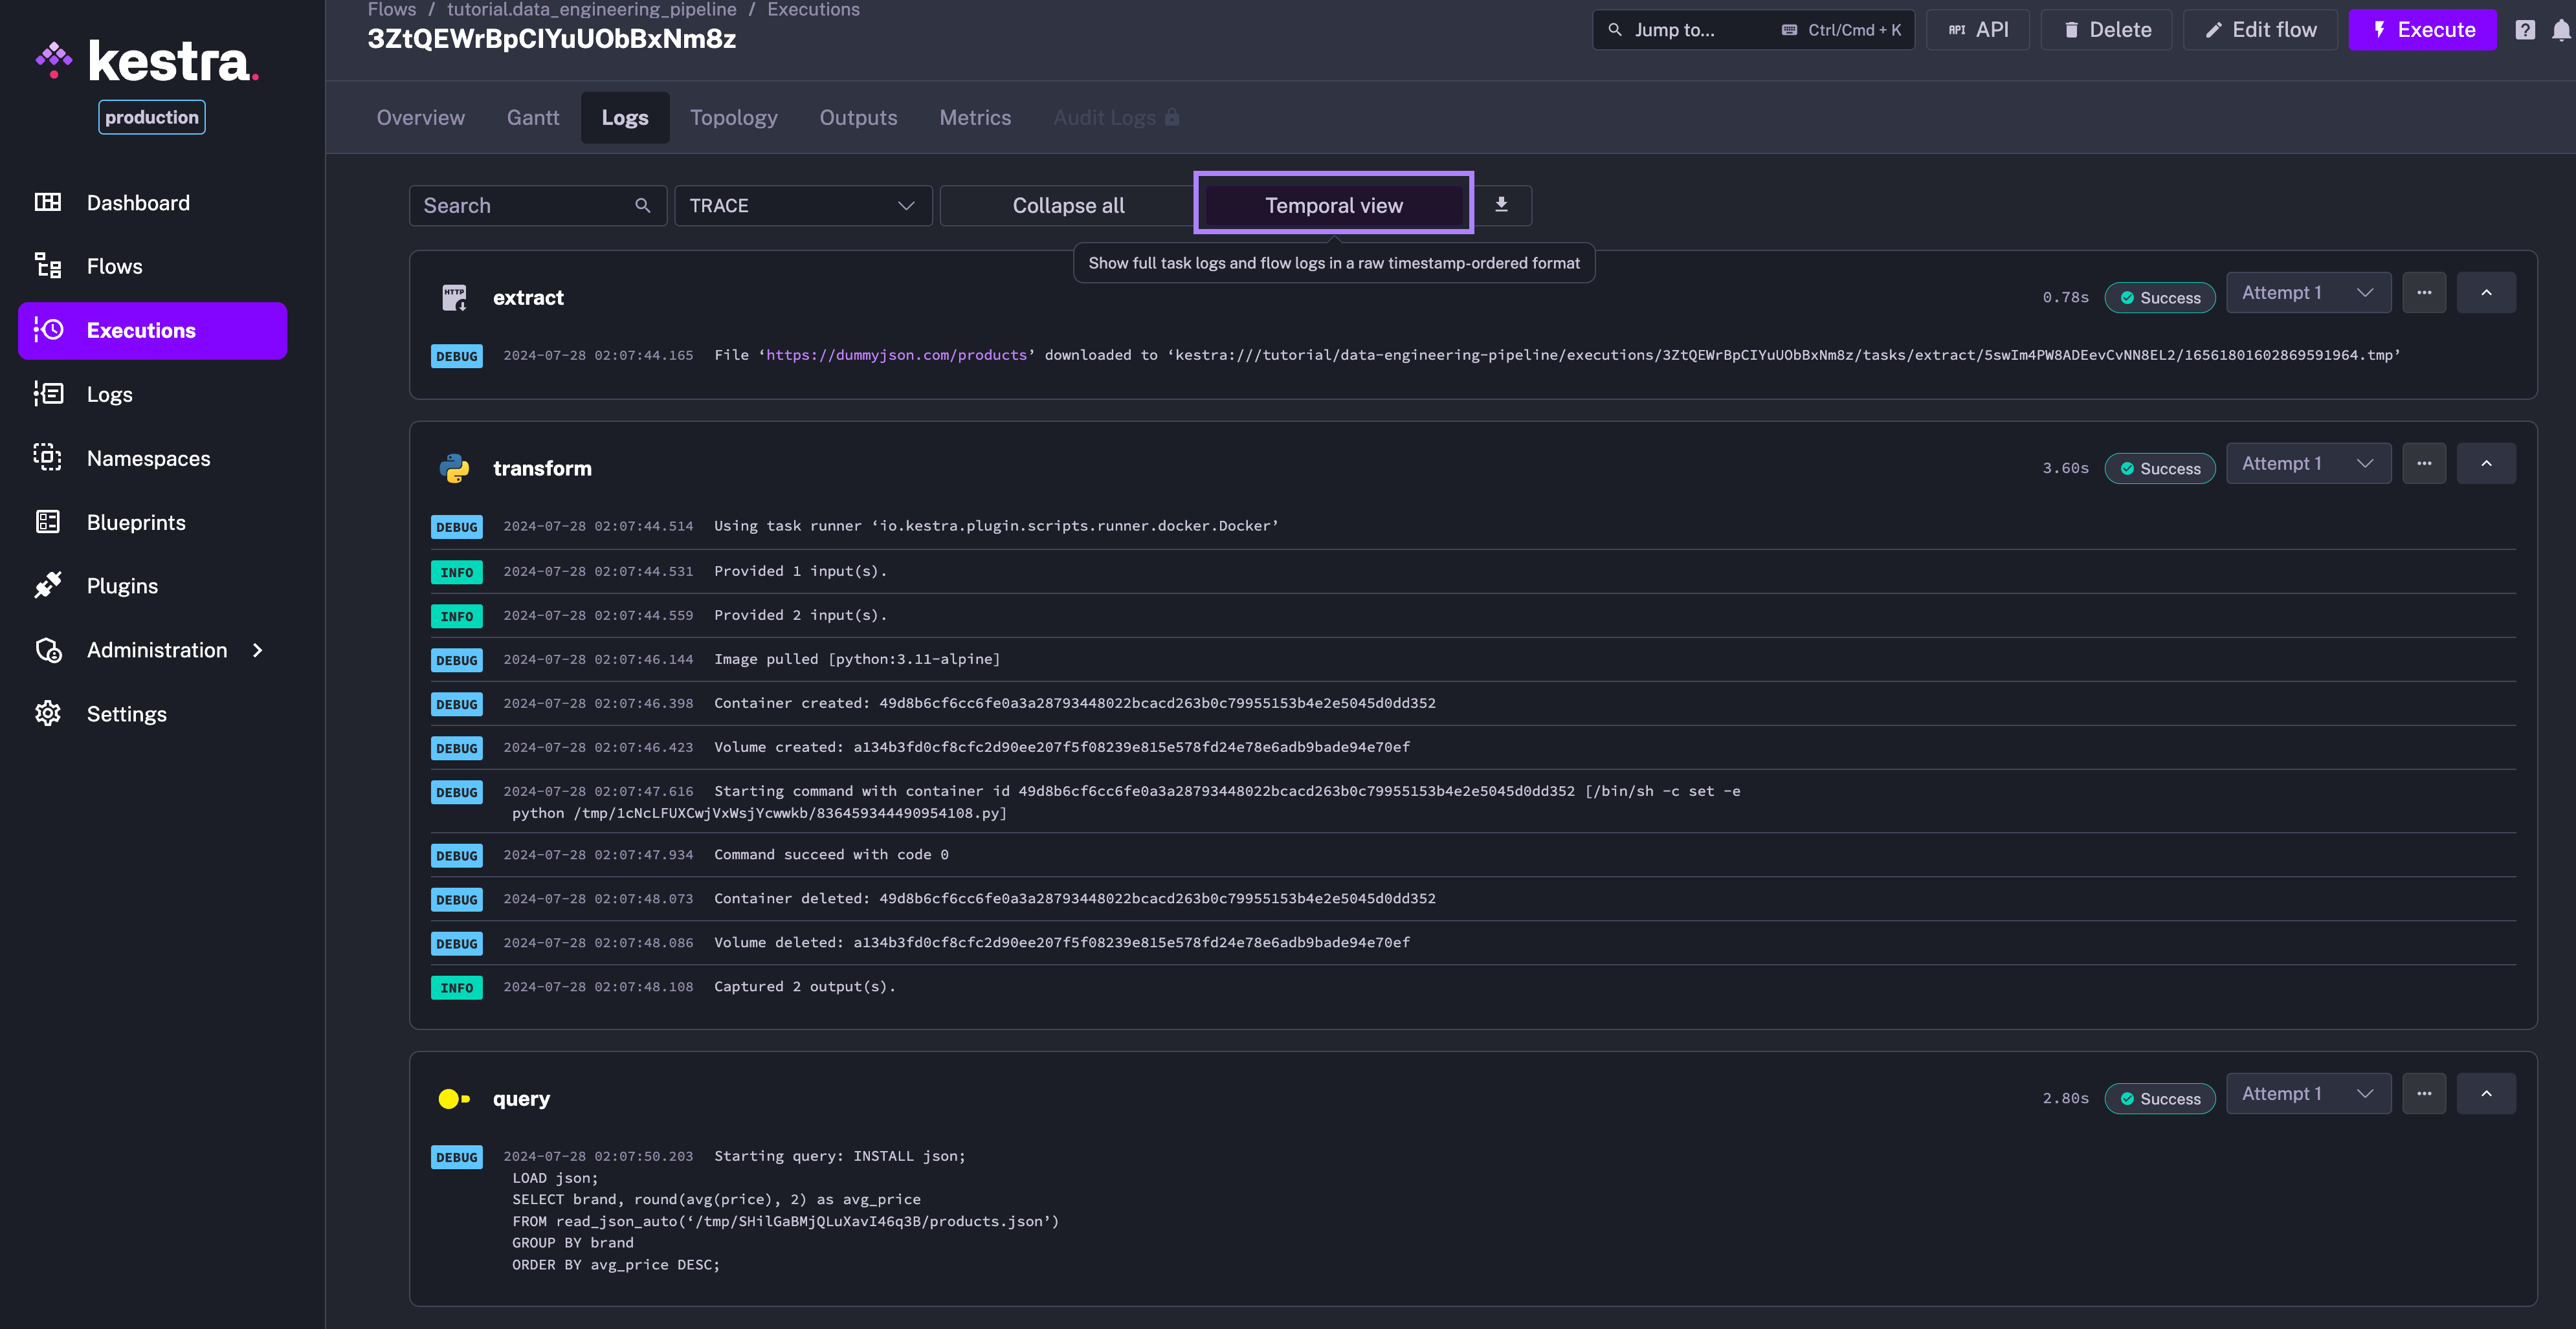 Flows / tutorial.data_engineering_pipeline / Executions
3ZtQEWrBpCIYuUObBxNm8z
Jump to... Ctrl/Cmd + K
API API
Delete
Edit flow
Execute
?
kestra.
production
Dashboard
Flows
Executions
Logs
Namespaces
Blueprints
Plugins
Administration
Settings
Overview Gantt Logs Topology Outputs Metrics Audit Logs
Search TRACE Collapse all Temporal view
Show full task logs and flow logs in a raw timestamp-ordered format
HTTP extract 0.78s Success Attempt 1
DEBUG 2024-07-28 02:07:44.165 File ‘https://dummyjson.com/products’ downloaded to ‘kestra:///tutorial/data-engineering-pipeline/executions/3ZtQEWrBpCIYuUObBxNm8z/tasks/extract/5swIm4PW8ADEevCvNN8EL2/16561801602869591964.tmp’
transform 3.60s Success Attempt 1
DEBUG 2024-07-28 02:07:44.514 Using task runner ‘io.kestra.plugin.scripts.runner.docker.Docker’
INFO 2024-07-28 02:07:44.531 Provided 1 input(s).
INFO 2024-07-28 02:07:44.559 Provided 2 input(s).
DEBUG 2024-07-28 02:07:46.144 Image pulled [python:3.11-alpine]
DEBUG 2024-07-28 02:07:46.398 Container created: 49d8b6cf6cc6fe0a3a28793448022bcacd263b0c79955153b4e2e5045d0dd352
DEBUG 2024-07-28 02:07:46.423 Volume created: a134b3fd0cf8cfc2d90ee207f5f08239e815e578fd24e78e6adb9bade94e70ef
DEBUG 2024-07-28 02:07:47.616 Starting command with container id 49d8b6cf6cc6fe0a3a28793448022bcacd263b0c79955153b4e2e5045d0dd352 [/bin/sh -c set -e
python /tmp/1cNcLFUXCwjVxWsjYcwwkb/836459344490954108.py]
DEBUG 2024-07-28 02:07:47.934 Command succeed with code 0
DEBUG 2024-07-28 02:07:48.073 Container deleted: 49d8b6cf6cc6fe0a3a28793448022bcacd263b0c79955153b4e2e5045d0dd352
DEBUG 2024-07-28 02:07:48.086 Volume deleted: a134b3fd0cf8cfc2d90ee207f5f08239e815e578fd24e78e6adb9bade94e70ef
INFO 2024-07-28 02:07:48.108 Captured 2 output(s).
query 2.80s Success Attempt 1
DEBUG 2024-07-28 02:07:50.203 Starting query: INSTALL json;
LOAD json;
SELECT brand, round(avg(price), 2) as avg_price
FROM read_json_auto(‘/tmp/SHilGaBMjQLuXavI46q3B/products.json’)
GROUP BY brand
ORDER BY avg_price DESC;